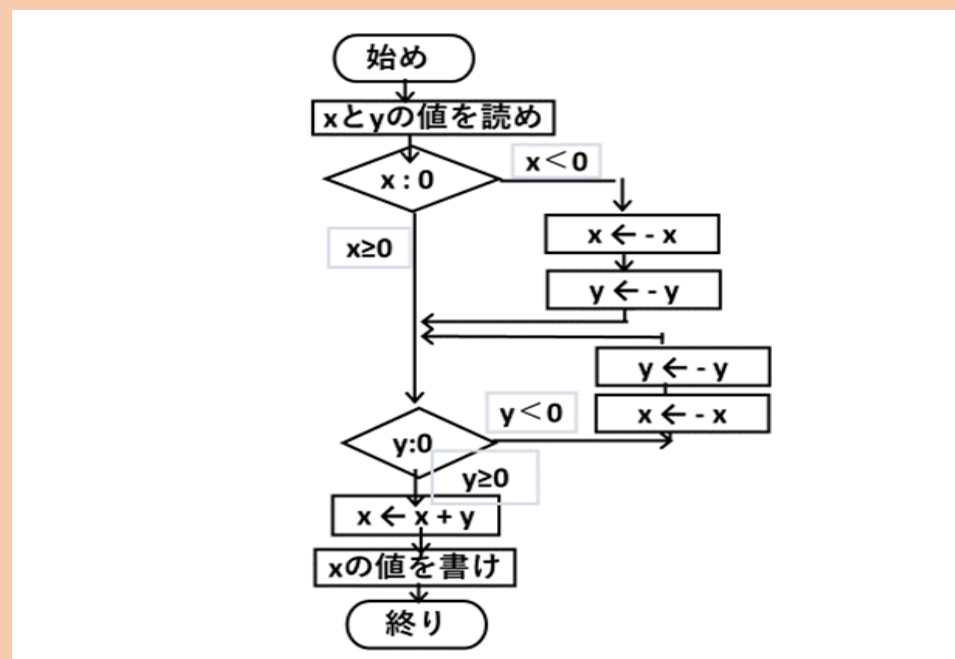 始め
xとyの値を読め
x : 0
x＜0
x ← - x
x≥0
y ← - y
y ← - y
x ← - x
y＜0
y:0
y≥0
x ← x + y
xの値を書け
終り